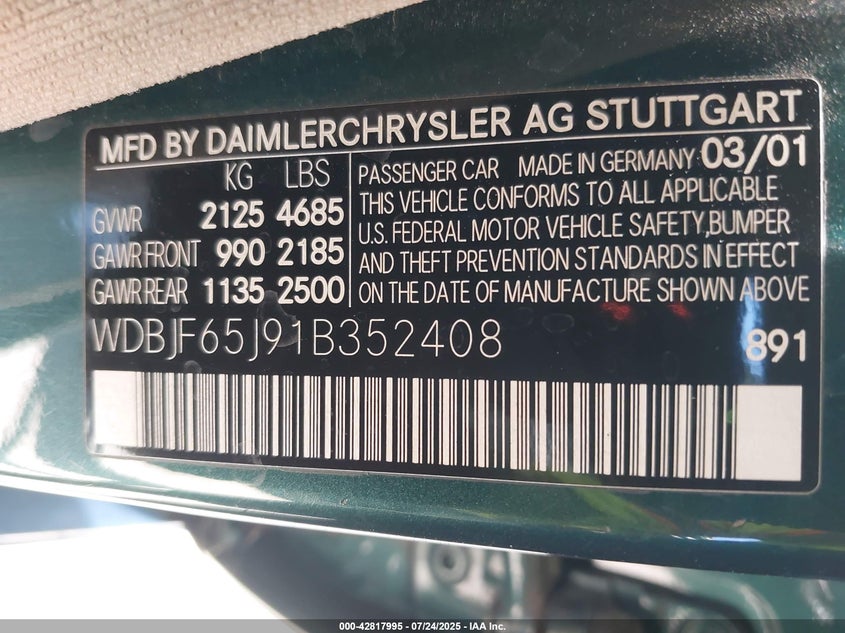 MFD BY DAIMLERCHRYSLER AG STUTTGART
KG LBS
GVWR 2125 4685
GAWR FRONT 990 2185
GAWR REAR 1135 2500
PASSENGER CAR MADE IN GERMANY 03/01
THIS VEHICLE CONFORMS TO ALL APPLICABLE
U.S. FEDERAL MOTOR VEHICLE SAFETY,BUMPER
AND THEFT PREVENTION STANDARDS IN EFFECT
ON THE DATE OF MANUFACTURE SHOWN ABOVE
WDBJF65J91B352408 891
000-42817995 - 07/24/2025 - IAA Inc.